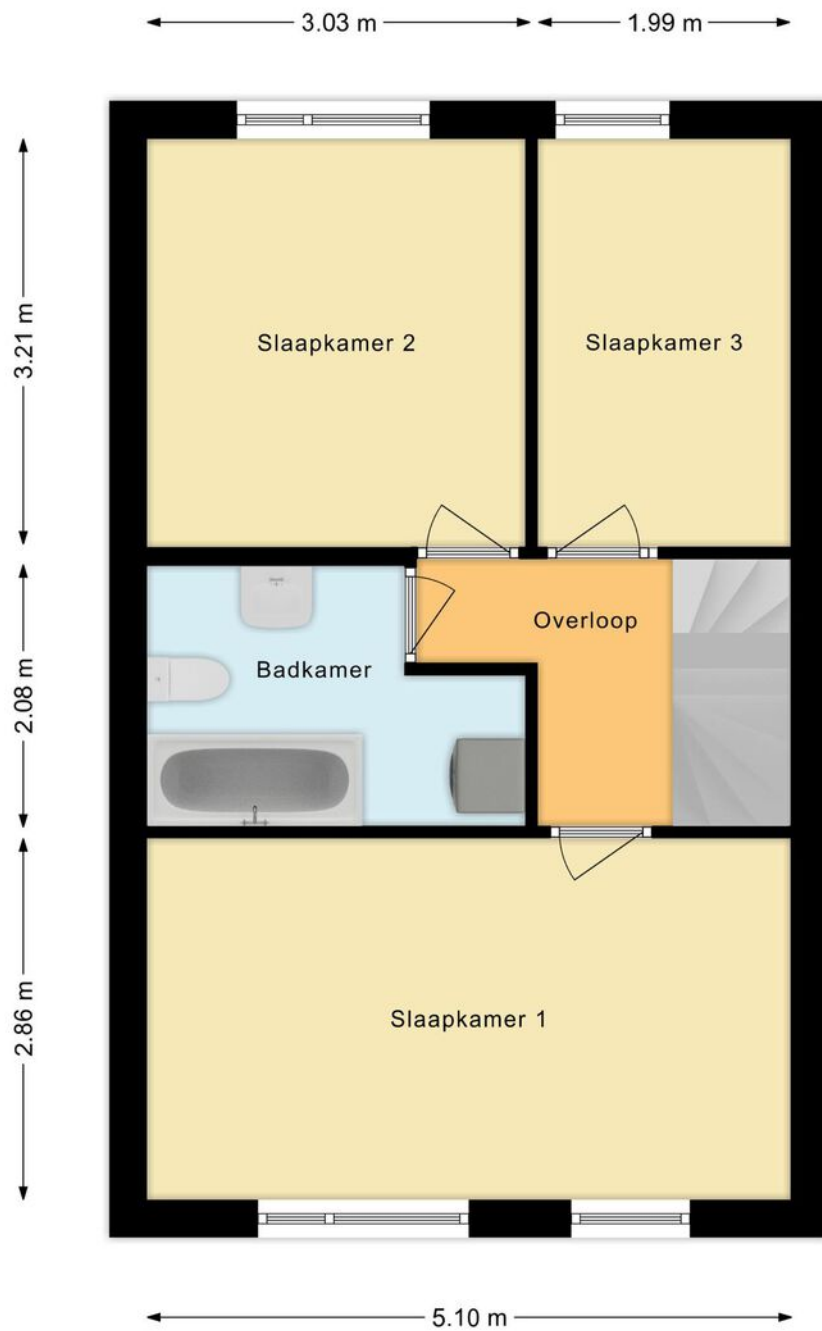 3.03 m
1.99 m
3.21 m
Slaapkamer 2
Slaapkamer 3
Overloop
2.08 m
Badkamer
2.86 m
Slaapkamer 1
5.10 m